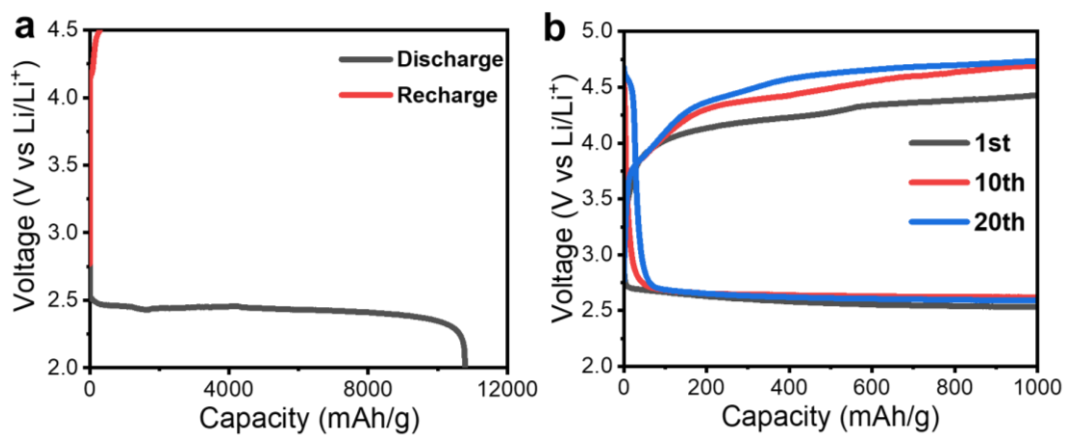 a
4.5
4.0
3.5
3.0
2.5
2.0
Voltage (V vs Li/Li⁺)
Discharge
Recharge
0
4000
8000
12000
Capacity (mAh/g)
b
5.0
4.5
4.0
3.5
3.0
2.5
2.0
Voltage (V vs Li/Li⁺)
1st
10th
20th
0
200
400
600
800
1000
Capacity (mAh/g)